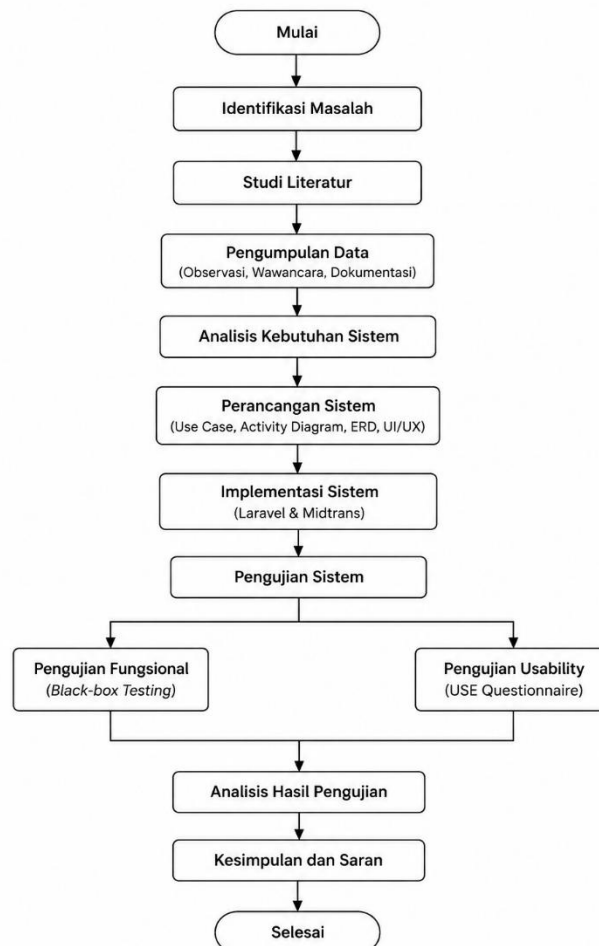 Mulai
Identifikasi Masalah
Studi Literatur
Pengumpulan Data
(Observasi, Wawancara, Dokumentasi)
Analisis Kebutuhan Sistem
Perancangan Sistem
(Use Case, Activity Diagram, ERD, UI/UX)
Implementasi Sistem
(Laravel & Midtrans)
Pengujian Sistem
Pengujian Fungsional
(Black-box Testing)
Pengujian Usability
(USE Questionnaire)
Analisis Hasil Pengujian
Kesimpulan dan Saran
Selesai